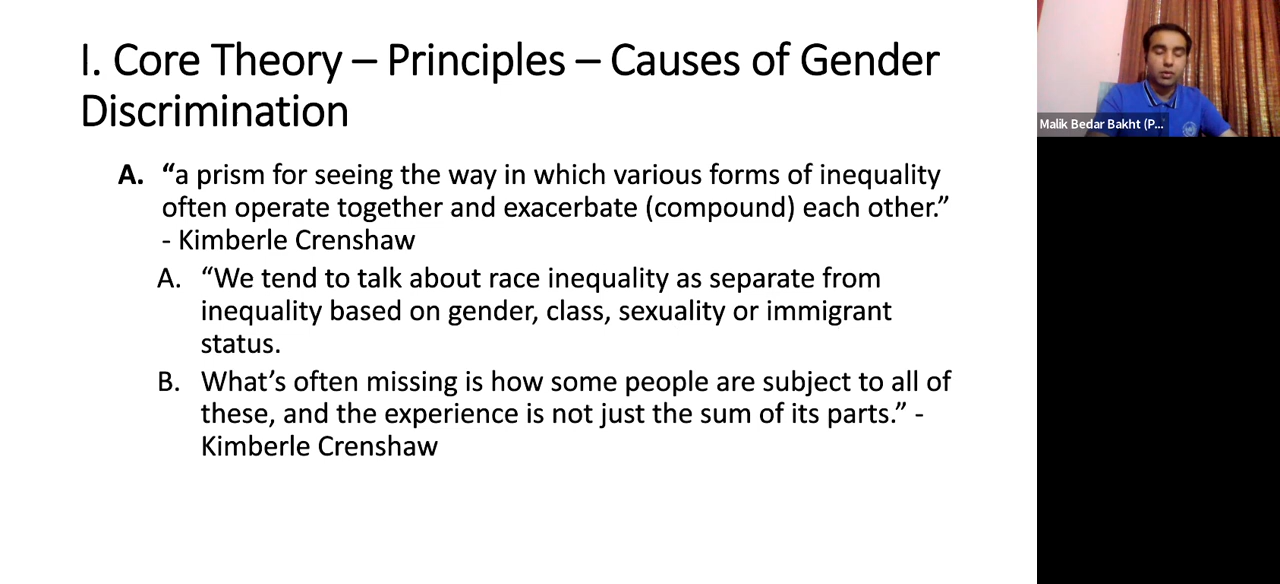 I. Core Theory – Principles – Causes of Gender
Discrimination
A. “a prism for seeing the way in which various forms of inequality
often operate together and exacerbate (compound) each other.”
- Kimberle Crenshaw
A. “We tend to talk about race inequality as separate from
inequality based on gender, class, sexuality or immigrant
status.
B. What’s often missing is how some people are subject to all of
these, and the experience is not just the sum of its parts.” -
Kimberle Crenshaw
Malik Bedar Bakht (P...